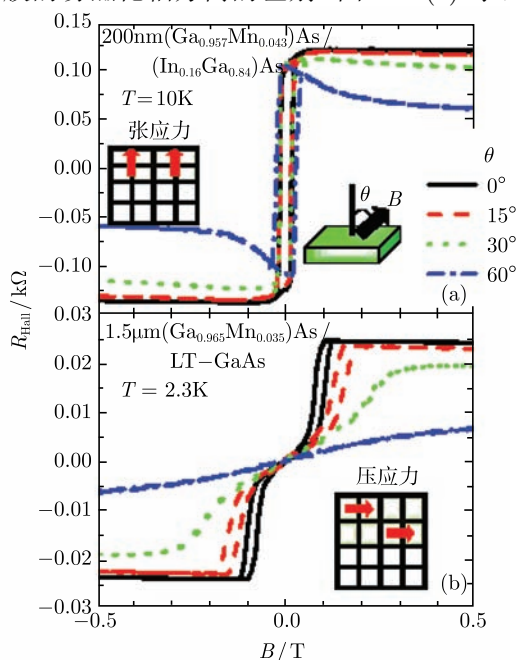 0.15
200nm(Ga0.957Mn0.043)As/
(In0.16Ga0.84)As
0.10
T=10K
0.05
张应力
0.00
−0.05
−0.10
θ
B
θ
0°
15°
30°
60°
(a)
RHall/kΩ
0.03
1.5μm(Ga0.965Mn0.035)As/
LT−GaAs
0.02
T = 2.3K
0.01
0.00
压应力
−0.01
−0.02
(b)
−0.03
−0.5
0.0
0.5
B/T